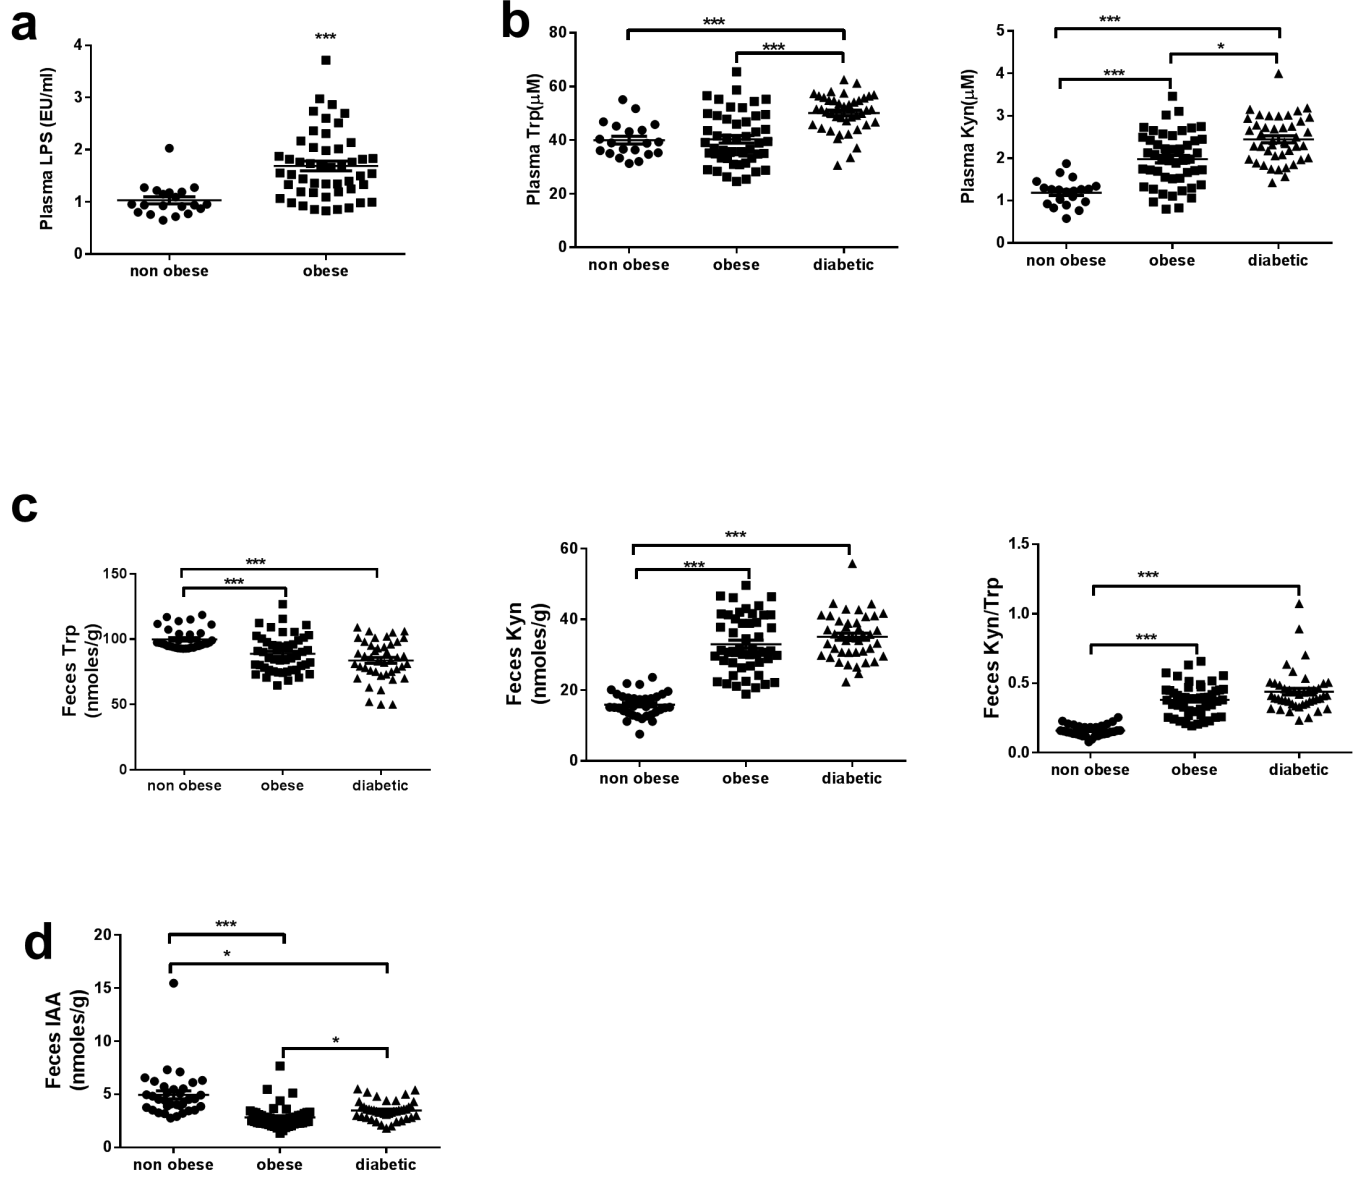 a
Plasma LPS (EU/ml)
4
3
2
1
0
***
non obese
obese
b
Plasma Trp(µM)
80
60
40
20
0
***
***
non obese
obese
diabetic
Plasma Kyn(µM)
5
4
3
2
1
0
***
*
***
non obese
obese
diabetic
c
Feces Trp
(nmoles/g)
150
100
50
0
***
***
non obese
obese
diabetic
Feces Kyn
(nmoles/g)
60
40
20
0
***
***
non obese
obese
diabetic
Feces Kyn/Trp
1.5
1.0
0.5
0.0
***
***
non obese
obese
diabetic
d
Feces IAA
(nmoles/g)
20
15
10
5
0
***
*
*
non obese
obese
diabetic